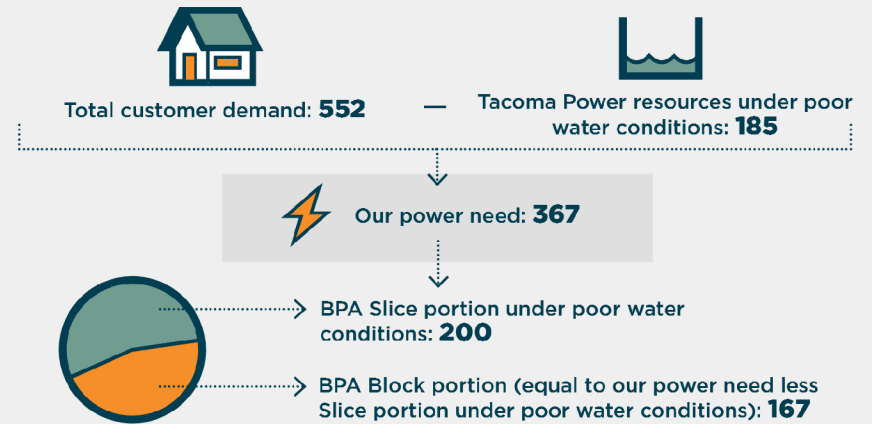 Total customer demand: 552
—
Tacoma Power resources under poor
water conditions: 185
Our power need: 367
BPA Slice portion under poor water
conditions: 200
BPA Block portion (equal to our power need less
Slice portion under poor water conditions): 167